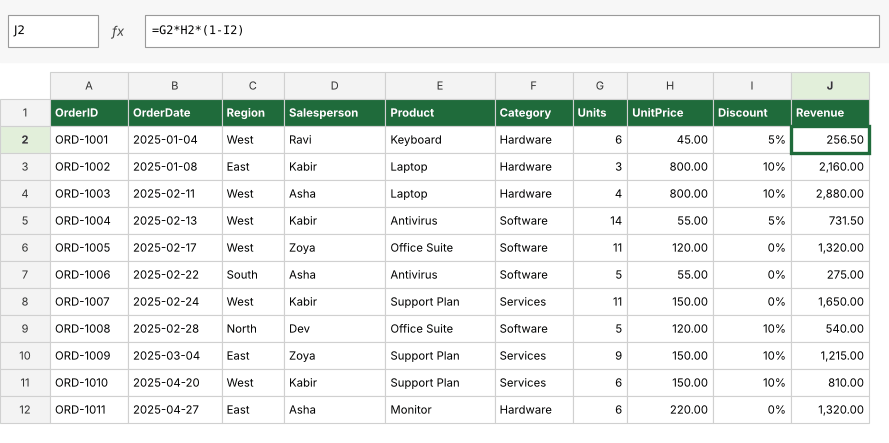 J2 fx =G2*H2*(1-I2)
A B C D E F G H I J
1 OrderID OrderDate Region Salesperson Product Category Units UnitPrice Discount Revenue
2 ORD-1001 2025-01-04 West Ravi Keyboard Hardware 6 45.00 5% 256.50
3 ORD-1002 2025-01-08 East Kabir Laptop Hardware 3 800.00 10% 2,160.00
4 ORD-1003 2025-02-11 West Asha Laptop Hardware 4 800.00 10% 2,880.00
5 ORD-1004 2025-02-13 West Kabir Antivirus Software 14 55.00 5% 731.50
6 ORD-1005 2025-02-17 West Zoya Office Suite Software 11 120.00 0% 1,320.00
7 ORD-1006 2025-02-22 South Asha Antivirus Software 5 55.00 0% 275.00
8 ORD-1007 2025-02-24 West Kabir Support Plan Services 11 150.00 0% 1,650.00
9 ORD-1008 2025-02-28 North Dev Office Suite Software 5 120.00 10% 540.00
10 ORD-1009 2025-03-04 East Zoya Support Plan Services 9 150.00 10% 1,215.00
11 ORD-1010 2025-04-20 West Kabir Support Plan Services 6 150.00 10% 810.00
12 ORD-1011 2025-04-27 East Asha Monitor Hardware 6 220.00 0% 1,320.00